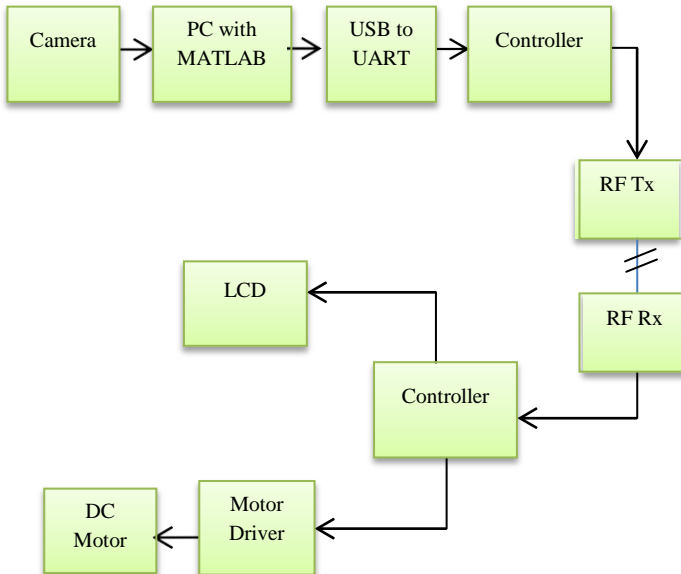 Camera
PC with
MATLAB
USB to
UART
Controller
RF Tx
RF Rx
LCD
Controller
Motor
Driver
DC
Motor